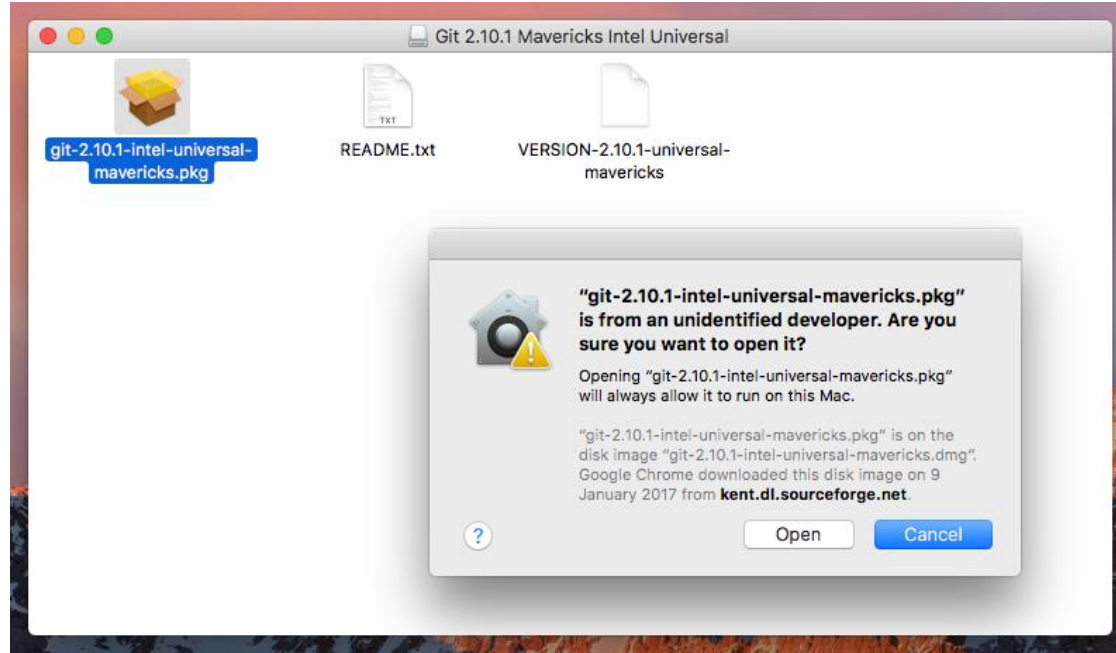 Git 2.10.1 Mavericks Intel Universal
TXT
git-2.10.1-intel-universal-
mavericks.pkg
README.txt
VERSION-2.10.1-universal-
mavericks
“git-2.10.1-intel-universal-mavericks.pkg”
is from an unidentified developer. Are you
sure you want to open it?
Opening “git-2.10.1-intel-universal-mavericks.pkg”
will always allow it to run on this Mac.
“git-2.10.1-intel-universal-mavericks.pkg” is on the
disk image “git-2.10.1-intel-universal-mavericks.dmg”.
Google Chrome downloaded this disk image on 9
January 2017 from kent.dl.sourceforge.net.
?
Open
Cancel